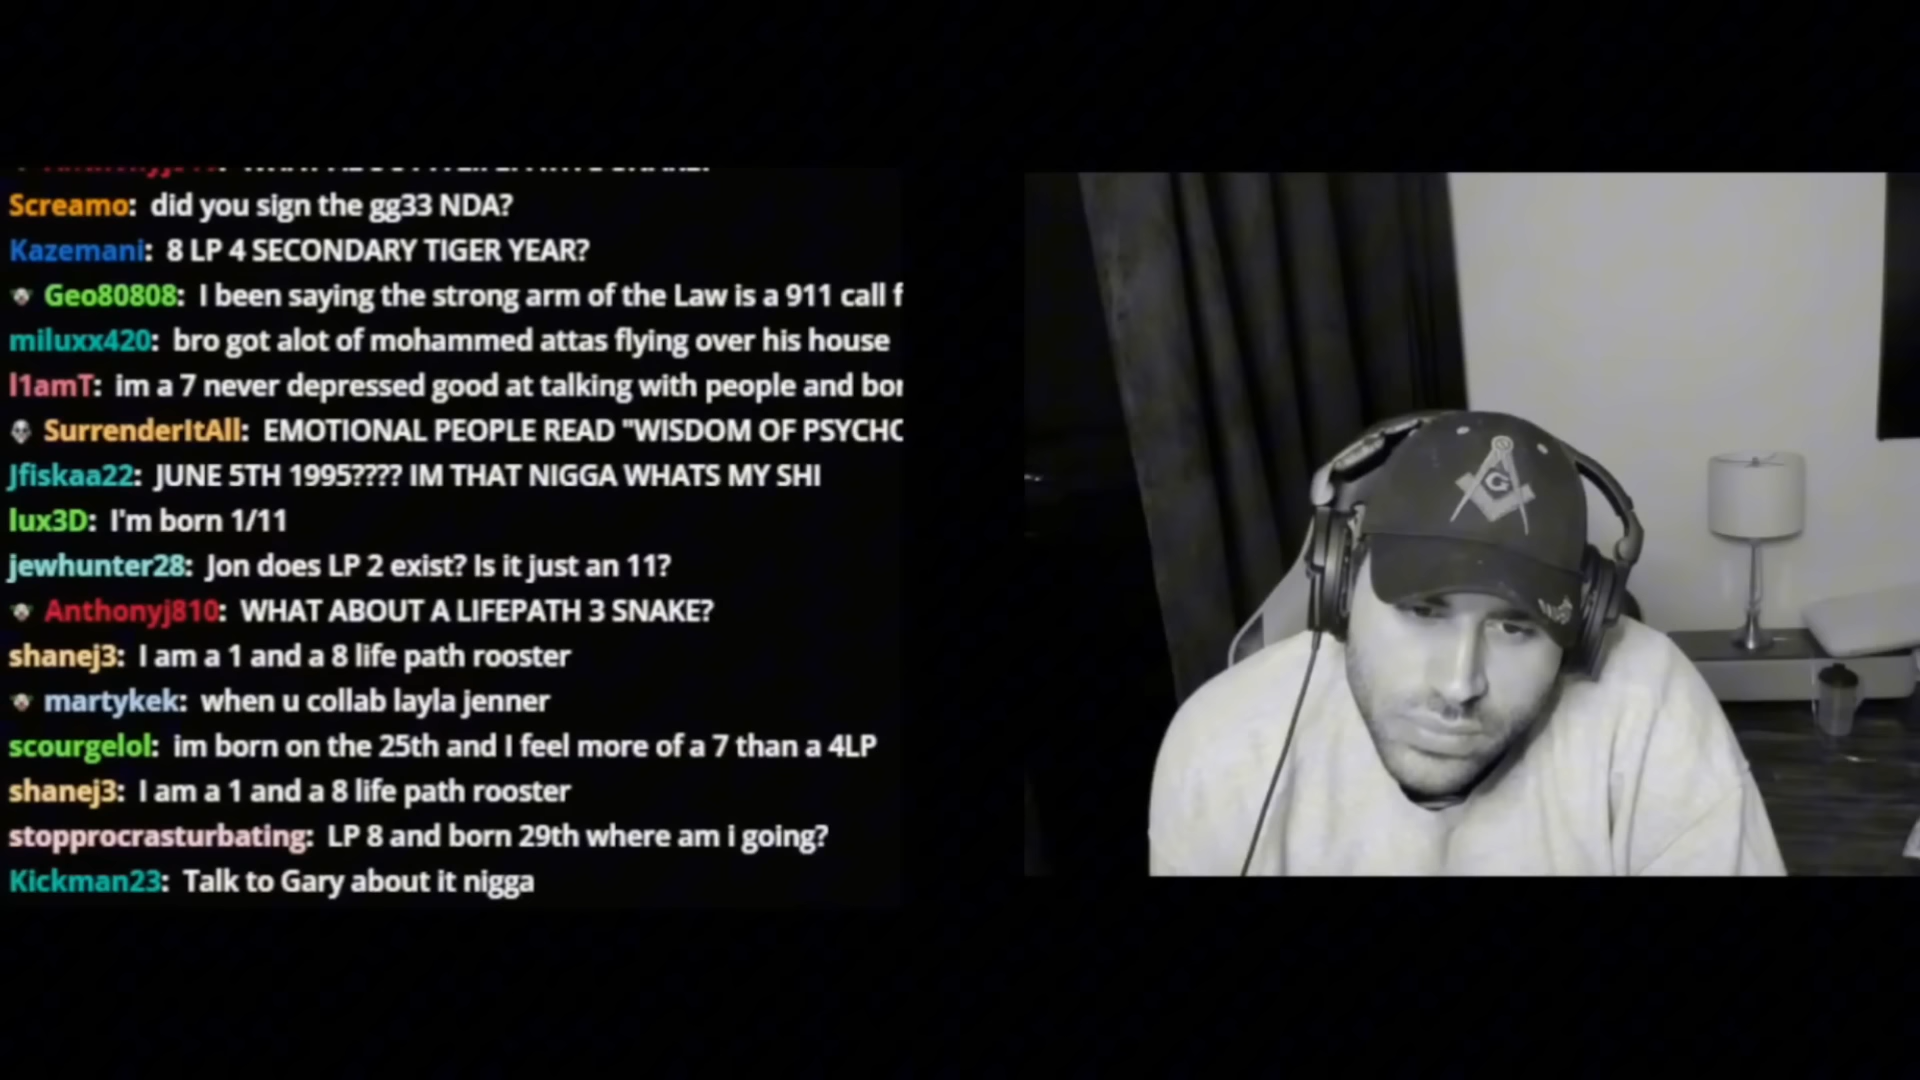 Screamo: did you sign the gg33 NDA?
Kazemani: 8 LP 4 SECONDARY TIGER YEAR?
Geo80808: I been saying the strong arm of the Law is a 911 call f
miluxx420: bro got alot of mohammed attas flying over his house
l1amT: im a 7 never depressed good at talking with people and bor
SurrenderItAll: EMOTIONAL PEOPLE READ "WISDOM OF PSYCHO
Jfiskaa22: JUNE 5TH 1995???? IM THAT NIGGA WHATS MY SHI
lux3D: I'm born 1/11
jewhunter28: Jon does LP 2 exist? Is it just an 11?
Anthonyj810: WHAT ABOUT A LIFEPATH 3 SNAKE?
shanej3: I am a 1 and a 8 life path rooster
martykek: when u collab layla jenner
scourgelol: im born on the 25th and I feel more of a 7 than a 4LP
shanej3: I am a 1 and a 8 life path rooster
stopprocrasturbating: LP 8 and born 29th where am i going?
Kickman23: Talk to Gary about it nigga
G